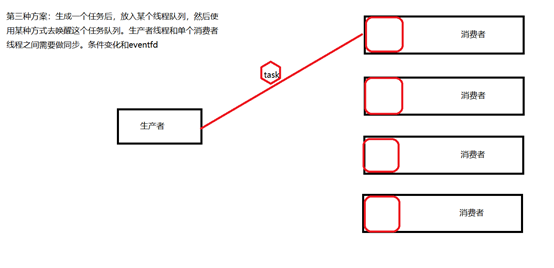 第三种方案：生成一个任务后，放入某个线程队列，然后使
用某种方式去唤醒这个任务队列。生产者线程和单个消费者
线程之间需要做同步。条件变化和eventfd
消费者
task
消费者
生产者
消费者
消费者